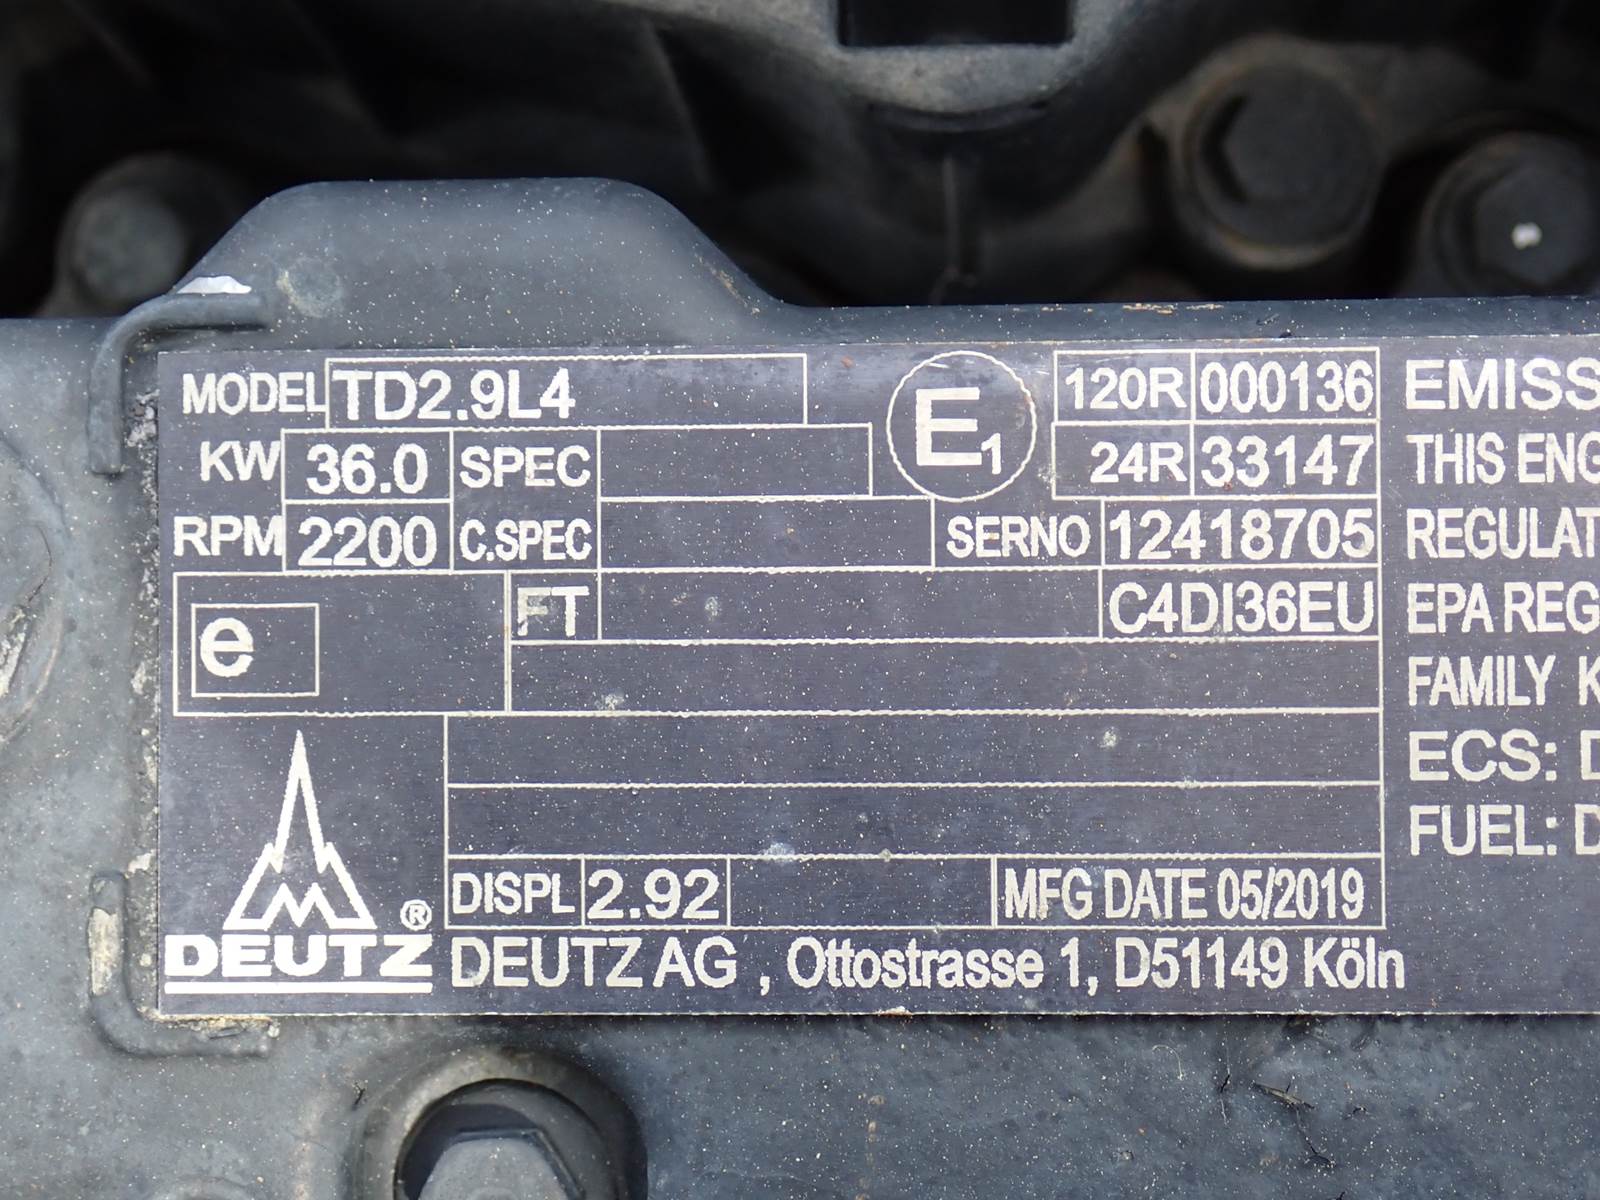 MODEL TD2.9L4 E1 120R 000136 EMISS
KW 36.0 SPEC 24R 33147 THIS ENG
RPM 2200 C.SPEC SERNO 12418705 REGULAT
e FT C4DI36EU EPA REG
FAMILY K
ECS: D
FUEL: D
DISPL 2.92 MFG DATE 05/2019
DEUTZ® DEUTZ AG , Ottostrasse 1, D51149 Köln